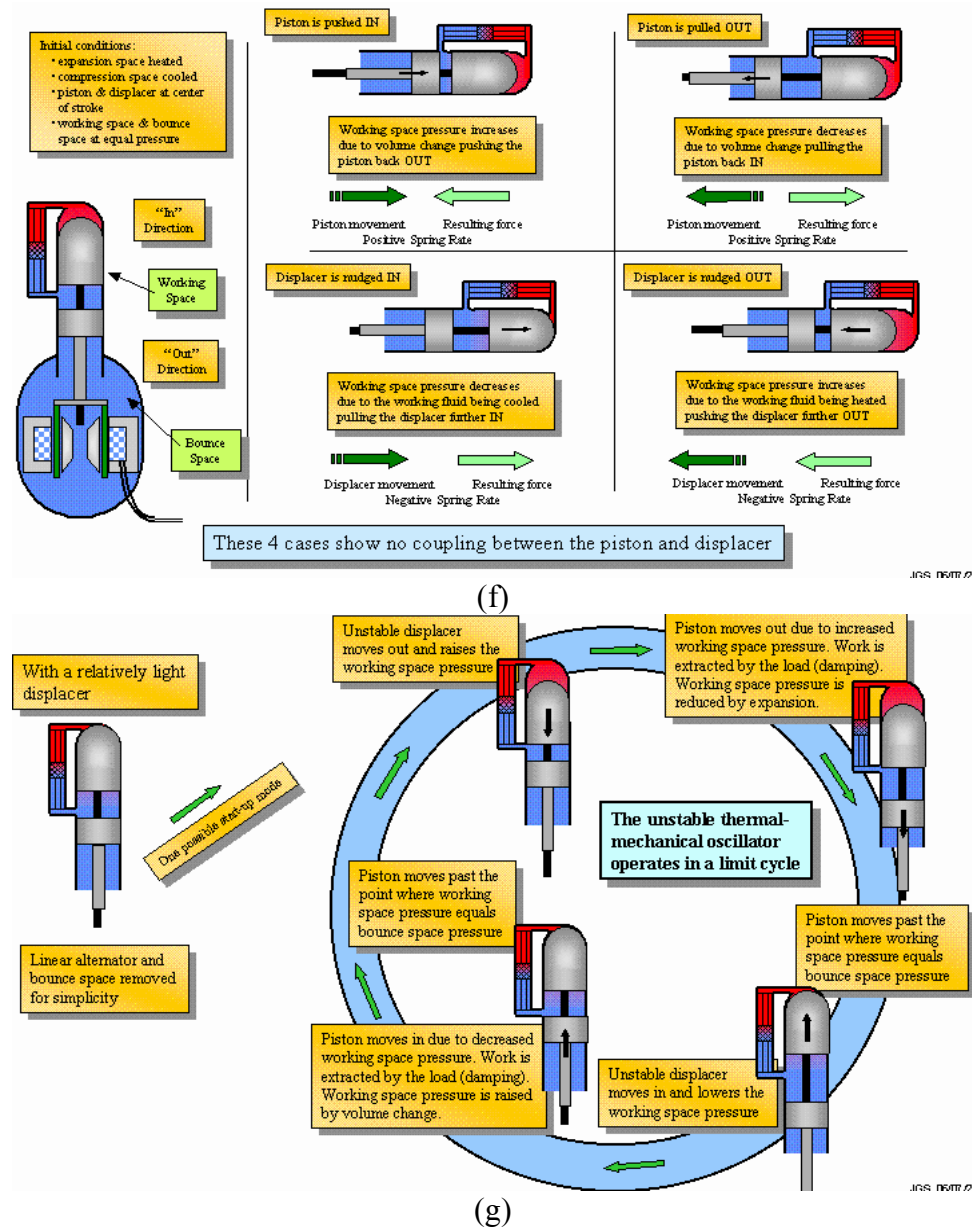 Initial conditions:
• expansion space heated
• compression space cooled
• piston & displacer at center
of stroke
• working space & bounce
space at equal pressure
"In"
Direction
Working
Space
"Out"
Direction
Bounce
Space
Piston is pushed IN
Working space pressure increases
due to volume change pushing the
piston back OUT
Piston movement Resulting force
Positive Spring Rate
Piston is pulled OUT
Working space pressure decreases
due to volume change pulling the
piston back IN
Piston movement Resulting force
Positive Spring Rate
Displacer is nudged IN
Working space pressure decreases
due to the working fluid being cooled
pulling the displacer further IN
Displacer movement Resulting force
Negative Spring Rate
Displacer is nudged OUT
Working space pressure increases
due to the working fluid being heated
pushing the displacer further OUT
Displacer movement Resulting force
Negative Spring Rate
These 4 cases show no coupling between the piston and displacer
(f)
With a relatively light
displacer
One possible start-up mode
Linear alternator and
bounce space removed
for simplicity
Unstable displacer
moves out and raises the
working space pressure
Piston moves out due to increased
working space pressure. Work
is extracted by the load (damping).
Working space pressure is
reduced by expansion.
The unstable thermal-
mechanical oscillator
operates in a limit cycle
Piston moves past the
point where working
space pressure equals
bounce space pressure
Piston moves past the
point where working
space pressure equals
bounce space pressure
Piston moves in due to decreased
working space pressure. Work is
extracted by the load (damping).
Working space pressure is raised
by volume change.
Unstable displacer
moves in and lowers the
working space pressure
(g)